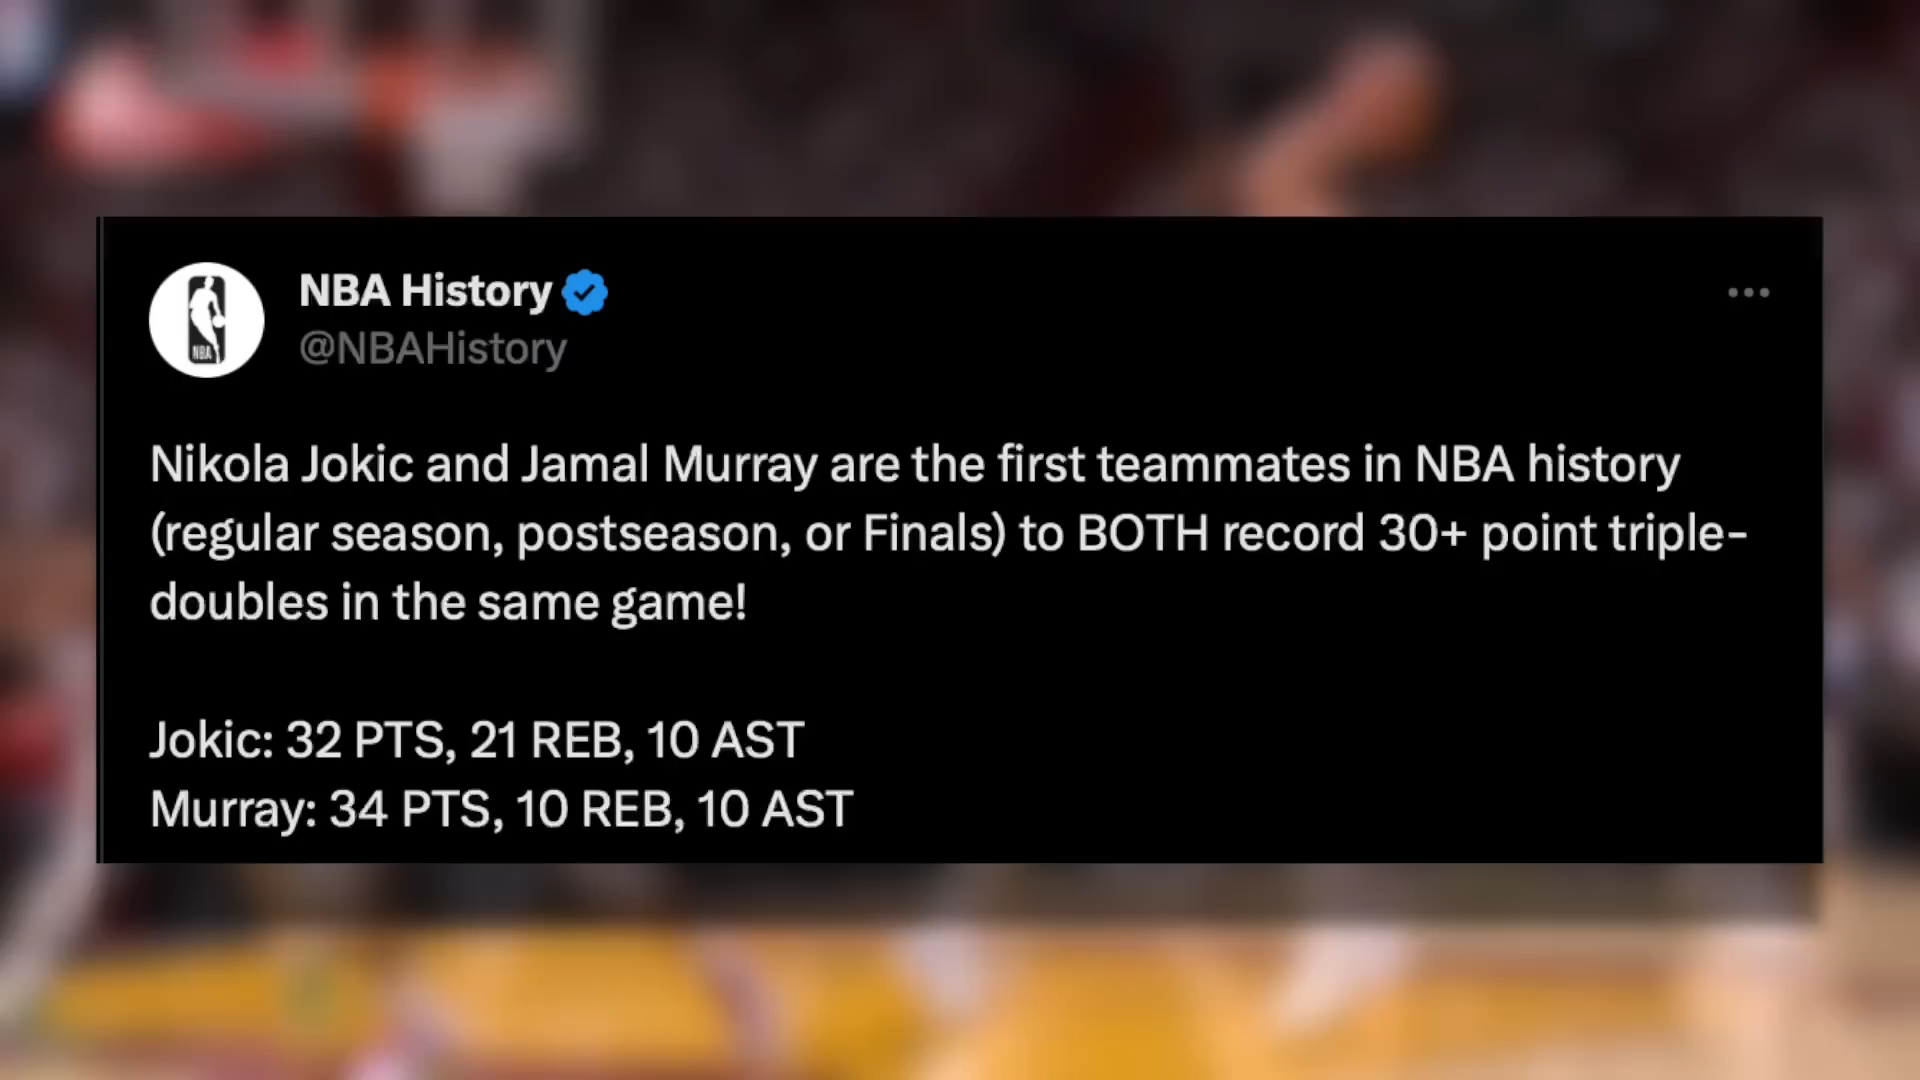 NBA
NBA History
@NBAHistory
Nikola Jokic and Jamal Murray are the first teammates in NBA history
(regular season, postseason, or Finals) to BOTH record 30+ point triple-
doubles in the same game!
Jokic: 32 PTS, 21 REB, 10 AST
Murray: 34 PTS, 10 REB, 10 AST